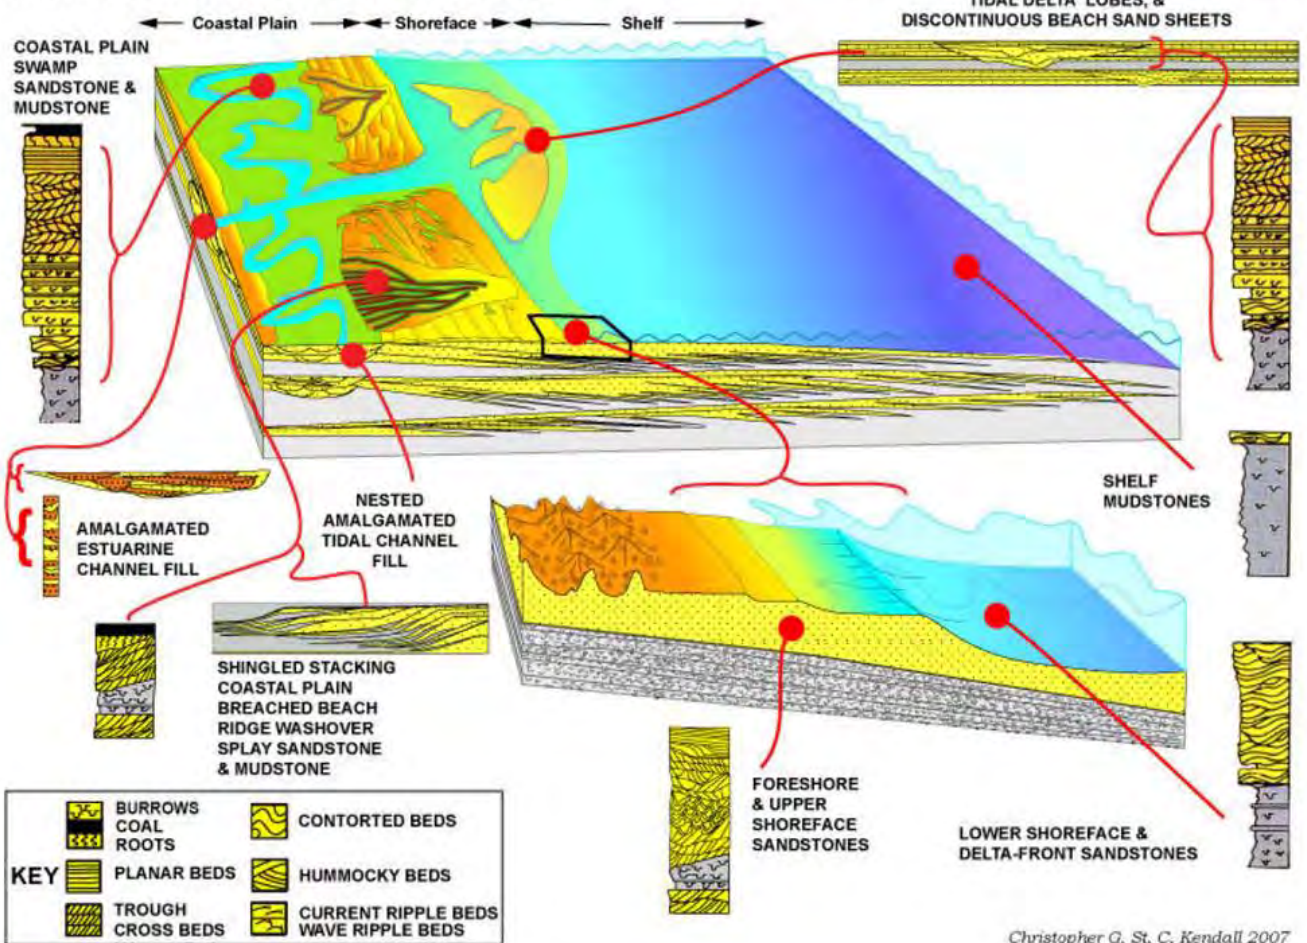 TIDAL DELTA LOBES, &
DISCONTINUOUS BEACH SAND SHEETS
Coastal Plain
Shoreface
Shelf
COASTAL PLAIN
SWAMP
SANDSTONE &
MUDSTONE
SHELF
MUDSTONES
NESTED
AMALGAMATED
TIDAL CHANNEL
FILL
AMALGAMATED
ESTUARINE
CHANNEL FILL
SHINGLED STACKING
COASTAL PLAIN
BREACHED BEACH
RIDGE WASHOVER
SPLAY SANDSTONE
& MUDSTONE
FORESHORE
& UPPER
SHOREFACE
SANDSTONES
LOWER SHOREFACE &
DELTA-FRONT SANDSTONES
KEY
BURROWS
COAL
ROOTS
PLANAR BEDS
TROUGH
CROSS BEDS
CONTORTED BEDS
HUMMOCKY BEDS
CURRENT RIPPLE BEDS
WAVE RIPPLE BEDS
Christopher G. St. C. Kendall 2007